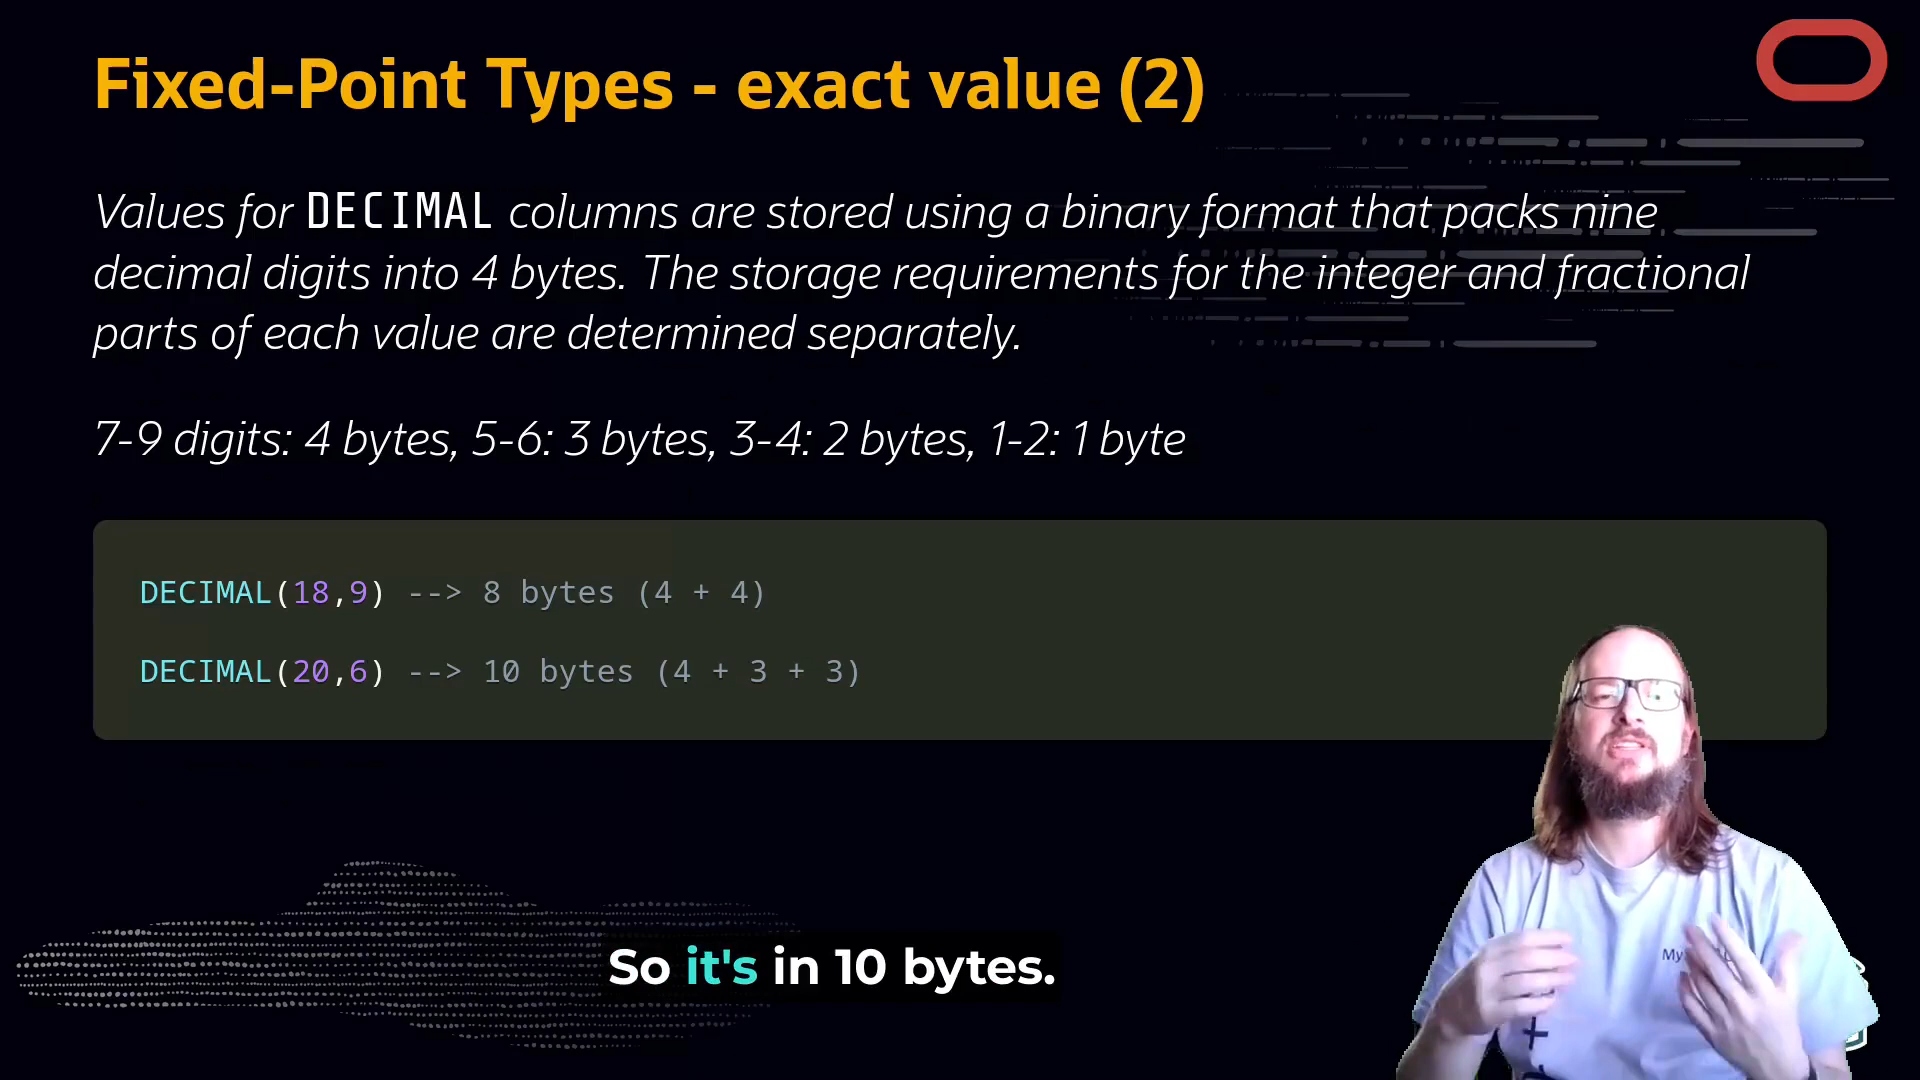 Fixed-Point Types - exact value (2)
Values for DECIMAL columns are stored using a binary format that packs nine
decimal digits into 4 bytes. The storage requirements for the integer and fractional
parts of each value are determined separately.
7-9 digits: 4 bytes, 5-6: 3 bytes, 3-4: 2 bytes, 1-2: 1 byte
DECIMAL(18,9) --> 8 bytes (4 + 4)
DECIMAL(20,6) --> 10 bytes (4 + 3 + 3)
So it's in 10 bytes.